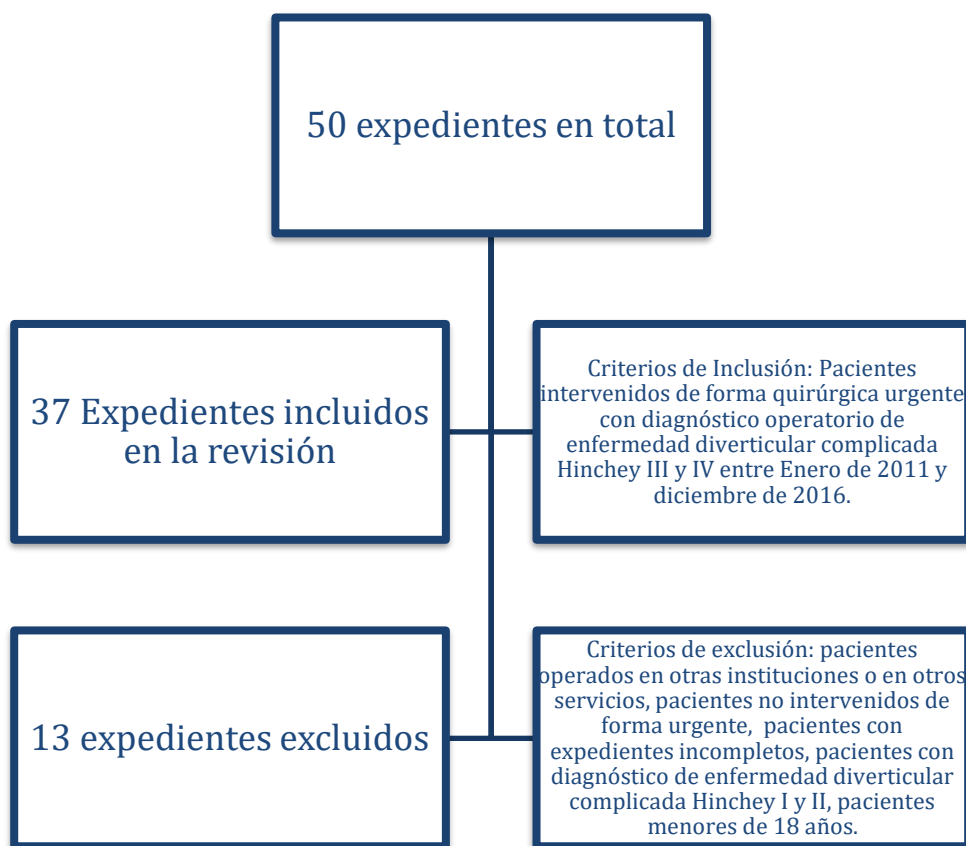 50 expedientes en total
37 Expedientes incluidos
en la revisión
Criterios de Inclusión: Pacientes
intervenidos de forma quirúrgica urgente
con diagnóstico operatorio de
enfermedad diverticular complicada
Hinchey III y IV entre Enero de 2011 y
diciembre de 2016.
13 expedientes excluidos
Criterios de exclusión: pacientes
operados en otras instituciones o en otros
servicios, pacientes no intervenidos de
forma urgente, pacientes con
expedientes incompletos, pacientes con
diagnóstico de enfermedad diverticular
complicada Hinchey I y II, pacientes
menores de 18 años.